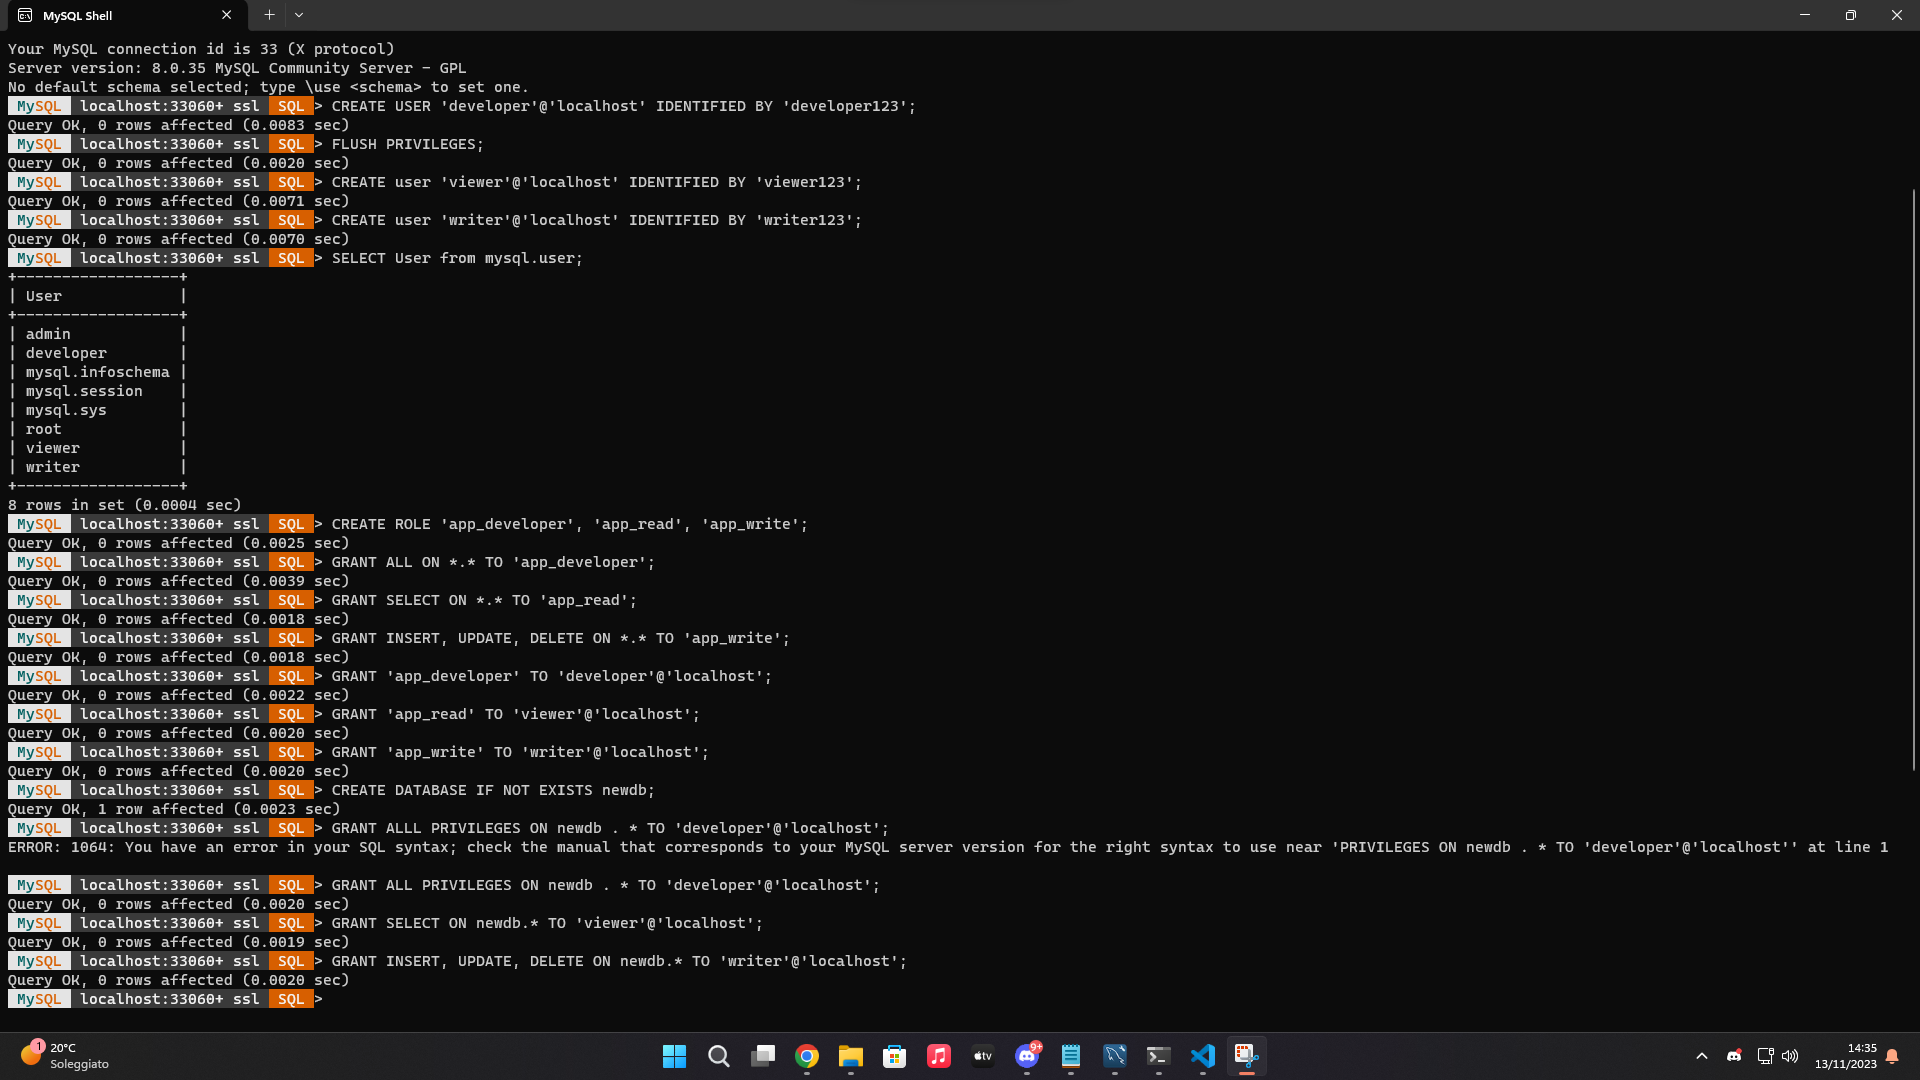 MySQL Shell
Your MySQL connection id is 33 (X protocol)
Server version: 8.0.35 MySQL Community Server - GPL
No default schema selected; type \use <schema> to set one.
MySQL localhost:33060+ ssl SQL > CREATE USER 'developer'@'localhost' IDENTIFIED BY 'developer123';
Query OK, 0 rows affected (0.0083 sec)
MySQL localhost:33060+ ssl SQL > FLUSH PRIVILEGES;
Query OK, 0 rows affected (0.0020 sec)
MySQL localhost:33060+ ssl SQL > CREATE user 'viewer'@'localhost' IDENTIFIED BY 'viewer123';
Query OK, 0 rows affected (0.0071 sec)
MySQL localhost:33060+ ssl SQL > CREATE user 'writer'@'localhost' IDENTIFIED BY 'writer123';
Query OK, 0 rows affected (0.0070 sec)
MySQL localhost:33060+ ssl SQL > SELECT User from mysql.user;
+------------------+
| User             |
+------------------+
| admin            |
| developer        |
| mysql.infoschema |
| mysql.session    |
| mysql.sys        |
| root             |
| viewer           |
| writer           |
+------------------+
8 rows in set (0.0004 sec)
MySQL localhost:33060+ ssl SQL > CREATE ROLE 'app_developer', 'app_read', 'app_write';
Query OK, 0 rows affected (0.0025 sec)
MySQL localhost:33060+ ssl SQL > GRANT ALL ON *.* TO 'app_developer';
Query OK, 0 rows affected (0.0039 sec)
MySQL localhost:33060+ ssl SQL > GRANT SELECT ON *.* TO 'app_read';
Query OK, 0 rows affected (0.0018 sec)
MySQL localhost:33060+ ssl SQL > GRANT INSERT, UPDATE, DELETE ON *.* TO 'app_write';
Query OK, 0 rows affected (0.0018 sec)
MySQL localhost:33060+ ssl SQL > GRANT 'app_developer' TO 'developer'@'localhost';
Query OK, 0 rows affected (0.0022 sec)
MySQL localhost:33060+ ssl SQL > GRANT 'app_read' TO 'viewer'@'localhost';
Query OK, 0 rows affected (0.0020 sec)
MySQL localhost:33060+ ssl SQL > GRANT 'app_write' TO 'writer'@'localhost';
Query OK, 0 rows affected (0.0020 sec)
MySQL localhost:33060+ ssl SQL > CREATE DATABASE IF NOT EXISTS newdb;
Query OK, 1 row affected (0.0023 sec)
MySQL localhost:33060+ ssl SQL > GRANT ALLL PRIVILEGES ON newdb . * TO 'developer'@'localhost';
ERROR: 1064: You have an error in your SQL syntax; check the manual that corresponds to your MySQL server version for the right syntax to use near 'PRIVILEGES ON newdb . * TO 'developer'@'localhost'' at line 1
MySQL localhost:33060+ ssl SQL > GRANT ALL PRIVILEGES ON newdb . * TO 'developer'@'localhost';
Query OK, 0 rows affected (0.0020 sec)
MySQL localhost:33060+ ssl SQL > GRANT SELECT ON newdb.* TO 'viewer'@'localhost';
Query OK, 0 rows affected (0.0019 sec)
MySQL localhost:33060+ ssl SQL > GRANT INSERT, UPDATE, DELETE ON newdb.* TO 'writer'@'localhost';
Query OK, 0 rows affected (0.0020 sec)
MySQL localhost:33060+ ssl SQL >
1
20°C
Soleggiato
tv
9+
14:35
13/11/2023